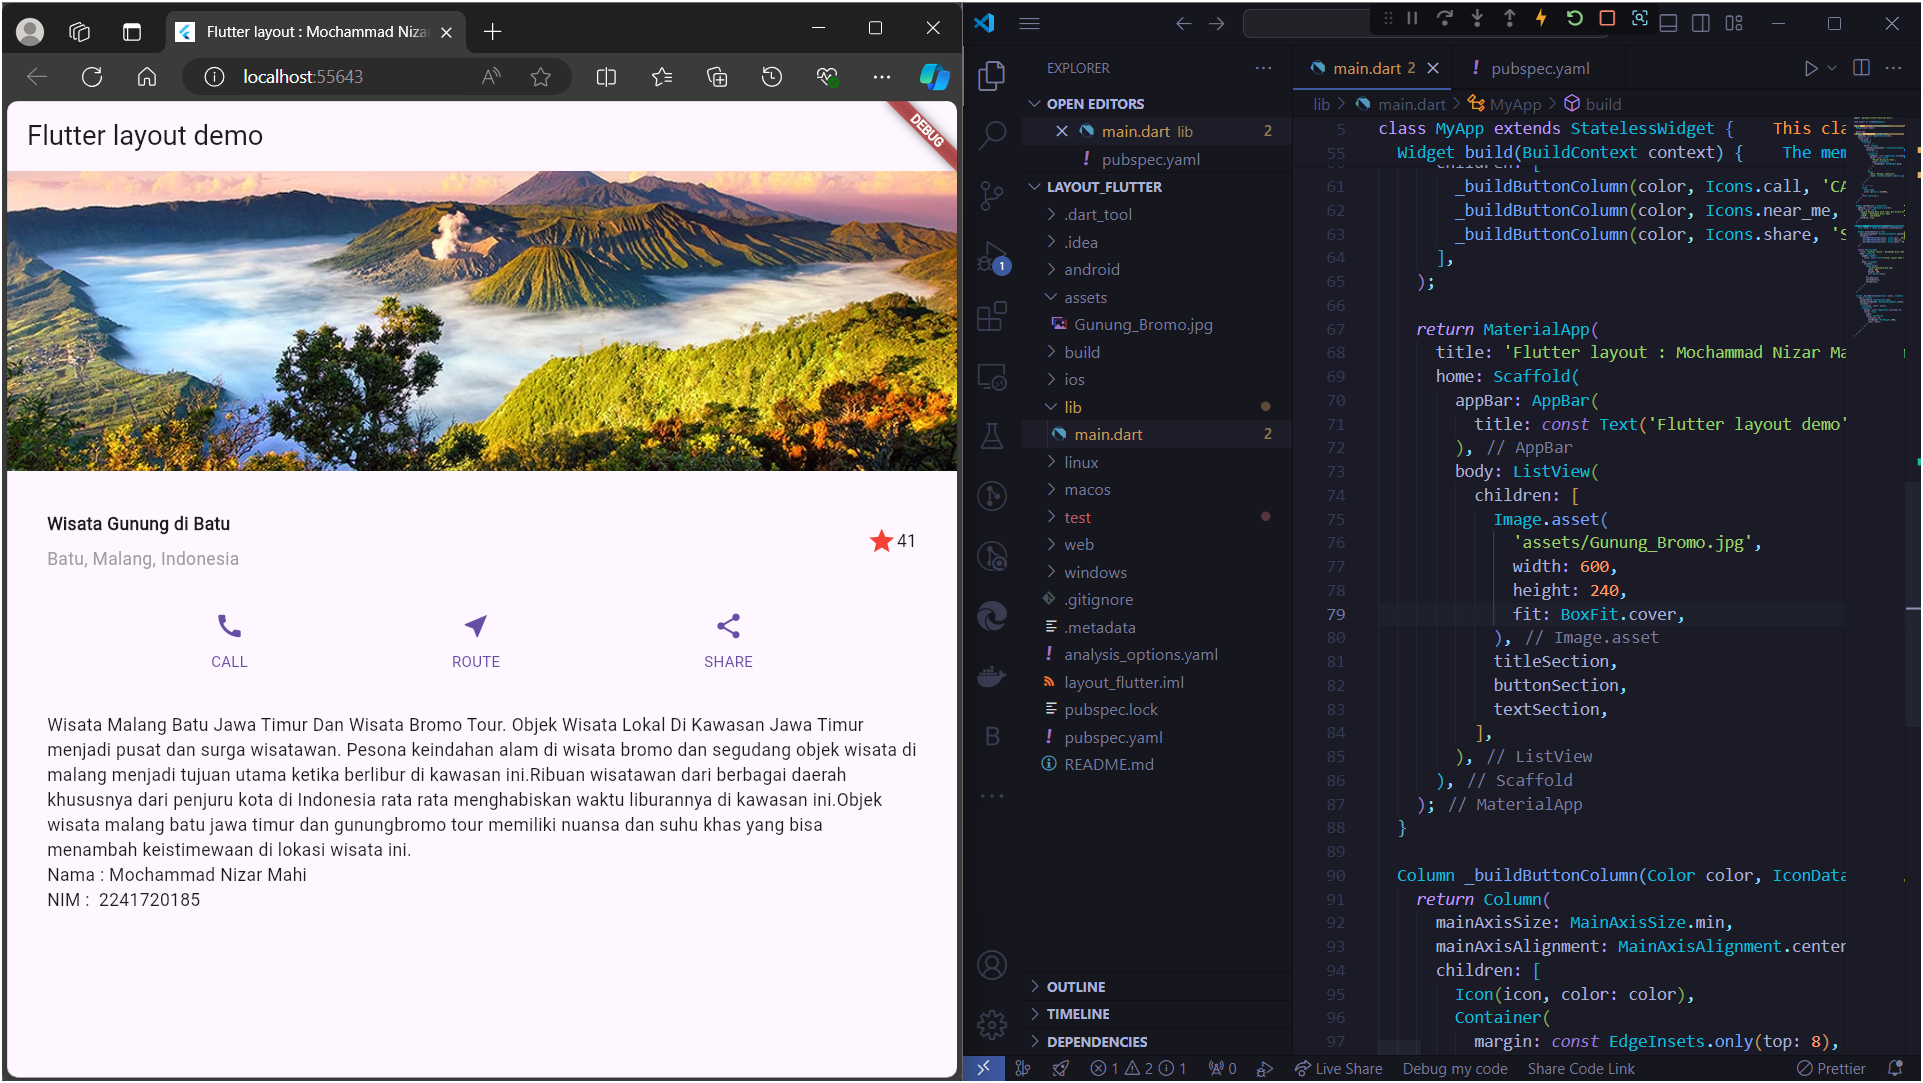 Flutter layout : Mochammad Niza
localhost:55643
Flutter layout demo
DEBUG
Wisata Gunung di Batu
Batu, Malang, Indonesia
41
CALL
ROUTE
SHARE
Wisata Malang Batu Jawa Timur Dan Wisata Bromo Tour. Objek Wisata Lokal Di Kawasan Jawa Timur
menjadi pusat dan surga wisatawan. Pesona keindahan alam di wisata bromo dan segudang objek wisata di
malang menjadi tujuan utama ketika berlibur di kawasan ini.Ribuan wisatawan dari berbagai daerah
khususnya dari penjuru kota di Indonesia rata rata menghabiskan waktu liburannya di kawasan ini.Objek
wisata malang batu jawa timur dan gunungbromo tour memiliki nuansa dan suhu khas yang bisa
menambah keistimewaan di lokasi wisata ini.
Nama : Mochammad Nizar Mahi
NIM :  2241720185
EXPLORER
OPEN EDITORS
main.dart lib 2
pubspec.yaml
LAYOUT_FLUTTER
.dart_tool
.idea
android
assets
Gunung_Bromo.jpg
build
ios
lib
main.dart 2
linux
macos
test
web
windows
.gitignore
.metadata
analysis_options.yaml
layout_flutter.iml
pubspec.lock
pubspec.yaml
README.md
OUTLINE
TIMELINE
DEPENDENCIES
1
B
main.dart 2
pubspec.yaml
lib > main.dart > MyApp > build
5 class MyApp extends StatelessWidget { This cla
55 Widget build(BuildContext context) { The mem
children: [
61 _buildButtonColumn(color, Icons.call, 'CA
62 _buildButtonColumn(color, Icons.near_me,
63 _buildButtonColumn(color, Icons.share, 'S
64 ],
65 );
66
67 return MaterialApp(
68 title: 'Flutter layout : Mochammad Nizar Ma
69 home: Scaffold(
70 appBar: AppBar(
71 title: const Text('Flutter layout demo'
72 ), // AppBar
73 body: ListView(
74 children: [
75 Image.asset(
76 'assets/Gunung_Bromo.jpg',
77 width: 600,
78 height: 240,
79 fit: BoxFit.cover,
80 ), // Image.asset
81 titleSection,
82 buttonSection,
83 textSection,
84 ],
85 ), // ListView
86 ), // Scaffold
87 ); // MaterialApp
88 }
89
90 Column _buildButtonColumn(Color color, IconData
91 return Column(
92 mainAxisSize: MainAxisSize.min,
93 mainAxisAlignment: MainAxisAlignment.center
94 children: [
95 Icon(icon, color: color),
96 Container(
97 margin: const EdgeInsets.only(top: 8),
1 2 1 0 Live Share Debug my code Share Code Link Prettier